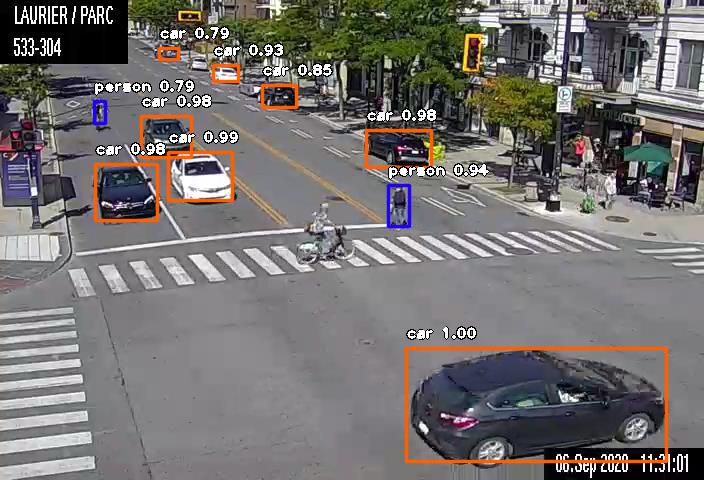 LAURIER / PARC
533-304
car 0.79
car 0.93
car 0.85
person 0.79
car 0.98
car 0.98
car 0.99
car 0.98
person 0.94
P
car 1.00
06.Sep 2020 11:31:01